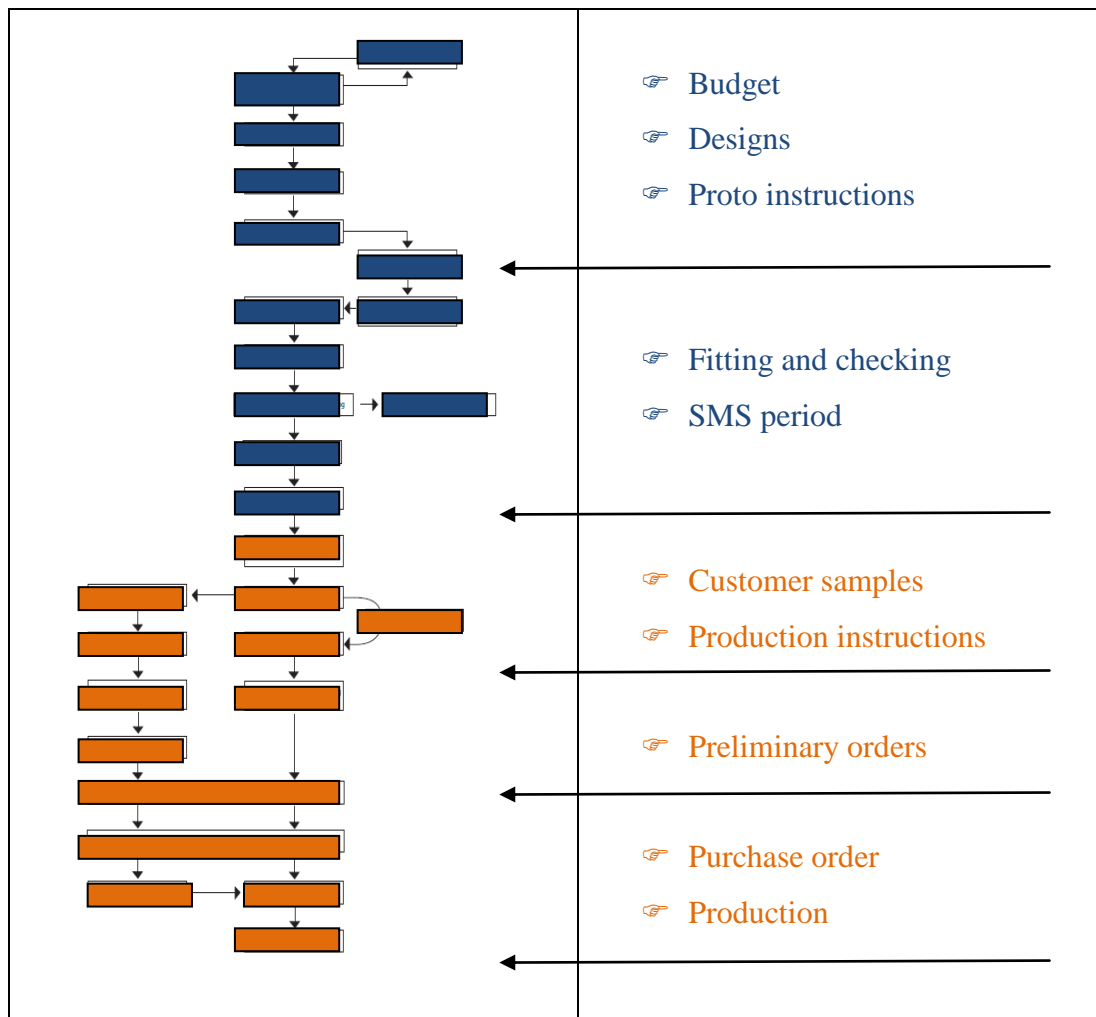 ☞ Budget
☞ Designs
☞ Proto instructions
☞ Fitting and checking
☞ SMS period
☞ Customer samples
☞ Production instructions
☞ Preliminary orders
☞ Purchase order
☞ Production